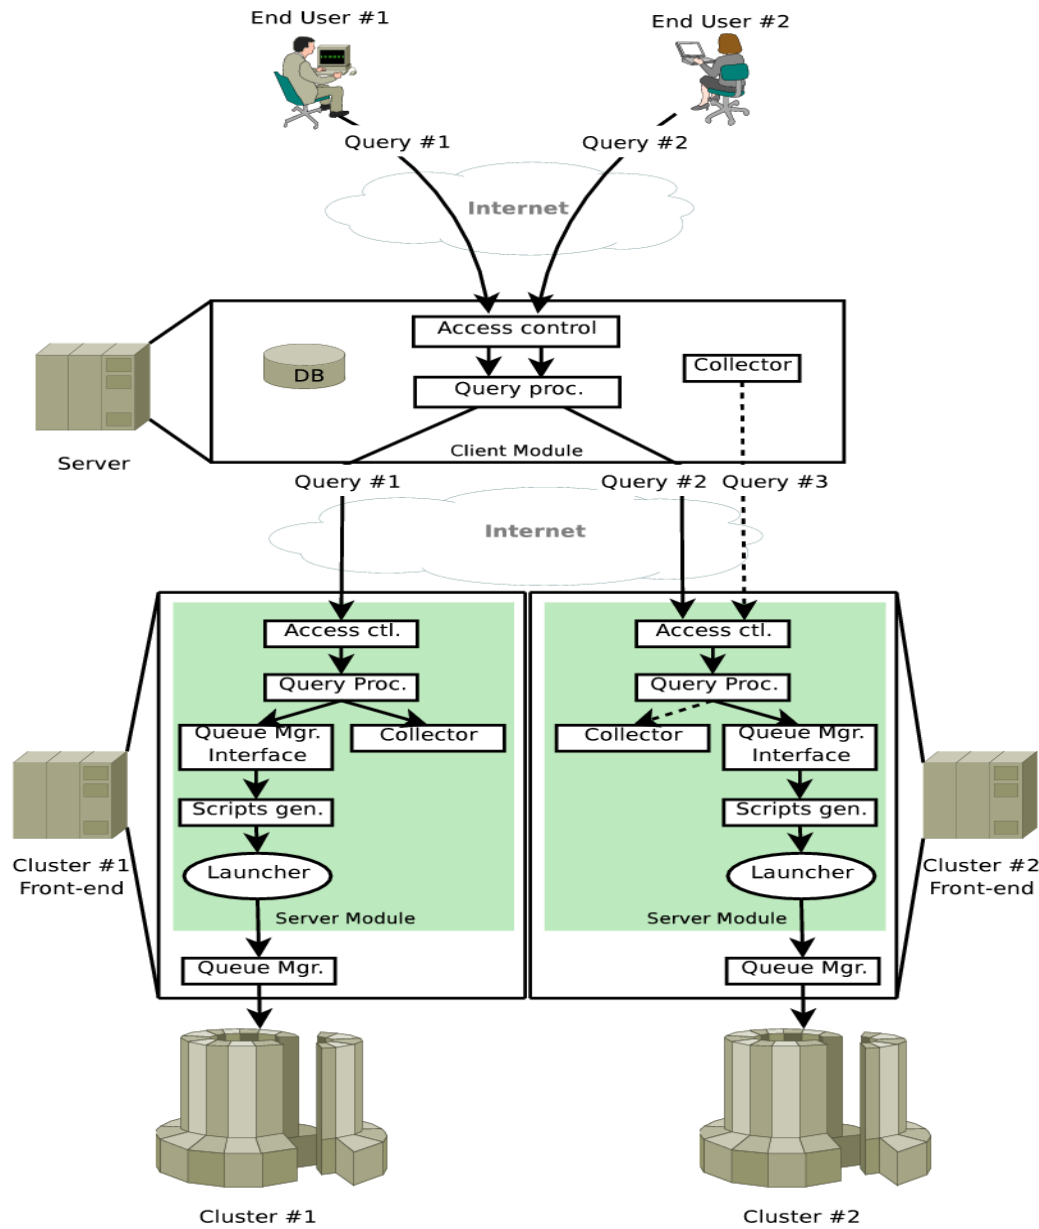 End User #1
End User #2
Query #1
Query #2
Internet
Access control
DB
Collector
Query proc.
Client Module
Server
Query #1
Query #2
Query #3
Internet
Access ctl.
Access ctl.
Query Proc.
Query Proc.
Queue Mgr.
Interface
Collector
Collector
Queue Mgr.
Interface
Scripts gen.
Scripts gen.
Cluster #1
Front-end
Launcher
Launcher
Cluster #2
Front-end
Server Module
Server Module
Queue Mgr.
Queue Mgr.
Cluster #1
Cluster #2